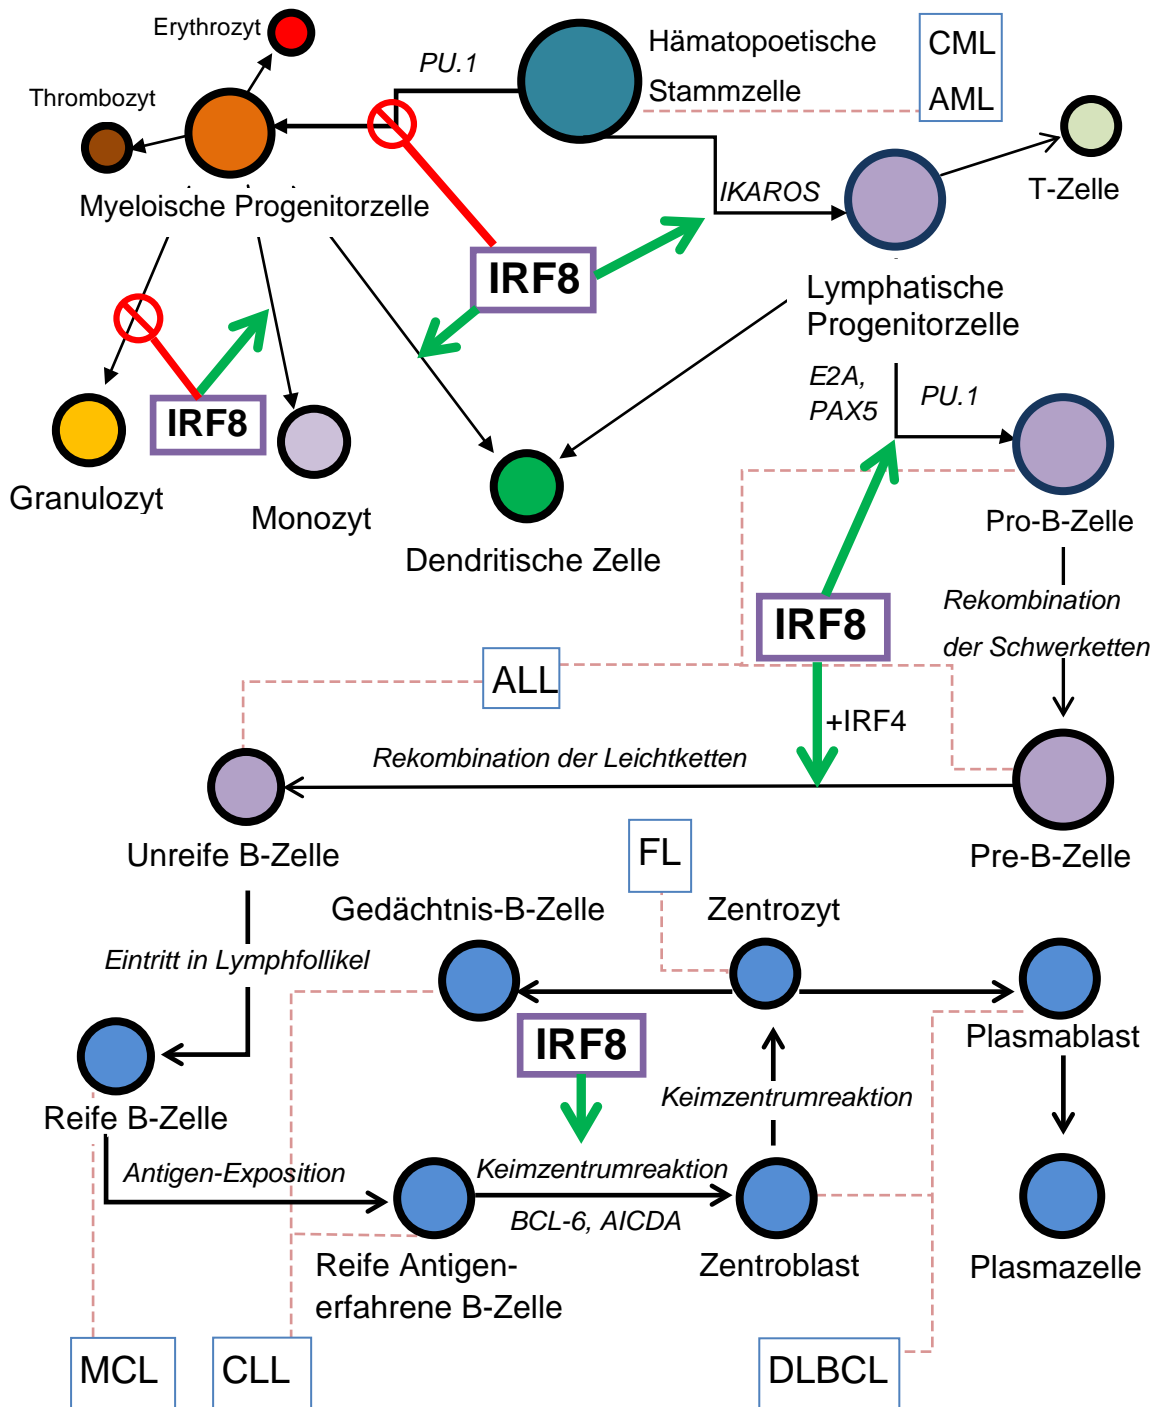 Erythrozyt
PU.1
Hämatopoetische
Stammzelle
CML
AML
Thrombozyt
IKAROS
T-Zelle
Myeloische Progenitorzelle
IRF8
Lymphatische
Progenitorzelle
E2A,
PAX5
PU.1
IRF8
Granulozyt
Monozyt
Dendritische Zelle
Pro-B-Zelle
IRF8
Rekombination
der Schwerketten
ALL
+IRF4
Rekombination der Leichtketten
Unreife B-Zelle
FL
Pre-B-Zelle
Gedächtnis-B-Zelle
Zentrozyt
Eintritt in Lymphfollikel
IRF8
Plasmablast
Reife B-Zelle
Keimzentrumreaktion
Antigen-Exposition
Keimzentrumreaktion
BCL-6, AICDA
Reife Antigen-
erfahrene B-Zelle
Zentroblast
Plasmazelle
MCL
CLL
DLBCL